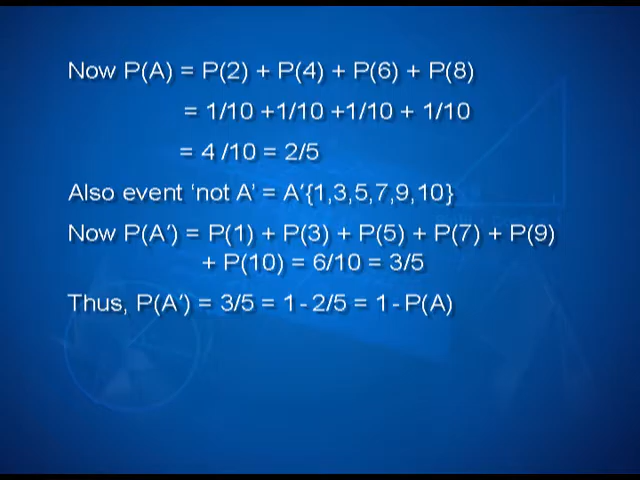 Now P(A) = P(2) + P(4) + P(6) + P(8)
= 1/10 +1/10 +1/10 + 1/10
= 4 /10 = 2/5
Also event ‘not A’ = A′{1,3,5,7,9,10}
Now P(A′) = P(1) + P(3) + P(5) + P(7) + P(9)
+ P(10) = 6/10 = 3/5
Thus, P(A′) = 3/5 = 1 - 2/5 = 1 - P(A)